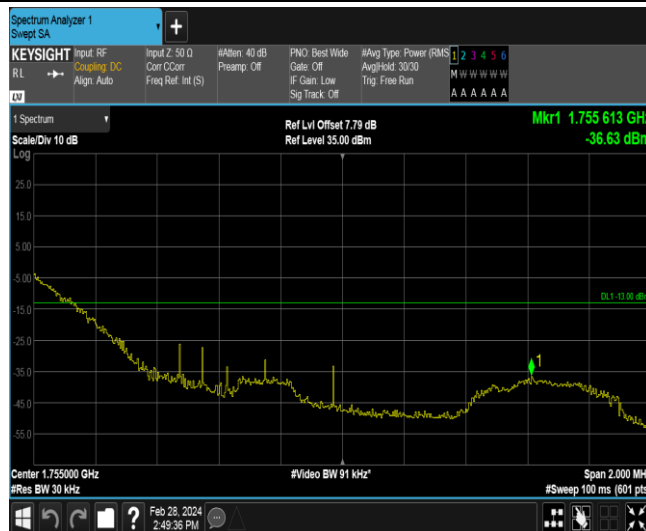 Spectrum Analyzer 1
Swept SA
KEYSIGHT
RL
Input: RF
Coupling: DC
Align: Auto
Input Z: 50 Ω
Corr CCorr
Freq Ref: Int (S)
#Atten: 40 dB
Preamp: Off
PNO: Best Wide
Gate: Off
IF Gain: Low
Sig Track: Off
#Avg Type: Power (RMS
Avg|Hold: 30/30
Trig: Free Run
1 2 3 4 5 6
M W W W W W
A A A A A A
1 Spectrum
Scale/Div 10 dB
Ref Lvl Offset 7.79 dB
Ref Level 35.00 dBm
Mkr1 1.755 613 GHz
-36.63 dBm
Log
25.0
15.0
5.00
-5.00
DL1 -13.00 dBm
-15.0
-25.0
-35.0
1
-45.0
-55.0
Center 1.755000 GHz
#Video BW 91 kHz*
Span 2.000 MHz
#Res BW 30 kHz
#Sweep 100 ms (601 pts
Feb 28, 2024
2:49:36 PM